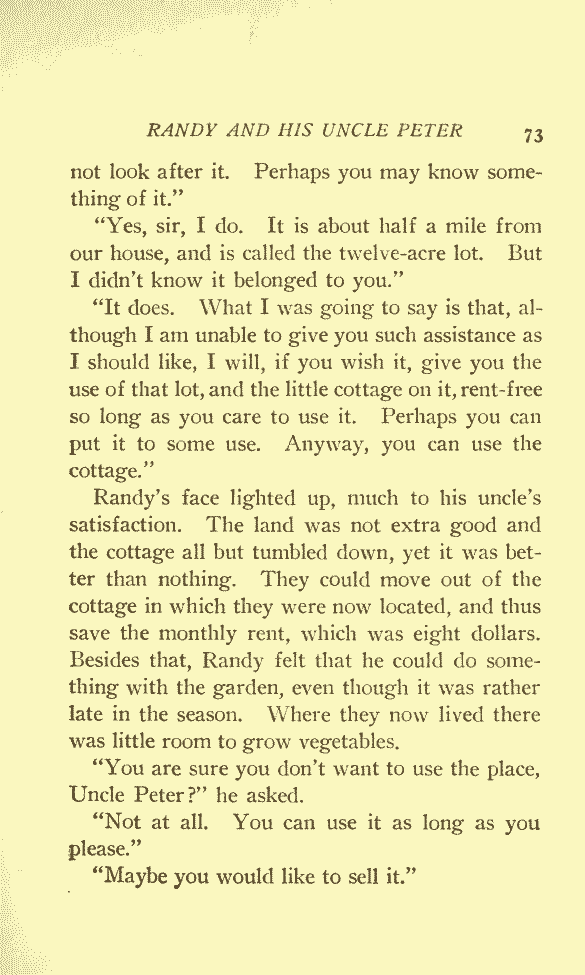 RANDY AND HIS UNCLE PETER 73
not look after it. Perhaps you may know some-
thing of it.”
“Yes, sir, I do. It is about half a mile from
our house, and is called the twelve-acre lot. But
I didn’t know it belonged to you.”
“It does. What I was going to say is that, al-
though I am unable to give you such assistance as
I should like, I will, if you wish it, give you the
use of that lot, and the little cottage on it, rent-free
so long as you care to use it. Perhaps you can
put it to some use. Anyway, you can use the
cottage.”
Randy’s face lighted up, much to his uncle’s
satisfaction. The land was not extra good and
the cottage all but tumbled down, yet it was bet-
ter than nothing. They could move out of the
cottage in which they were now located, and thus
save the monthly rent, which was eight dollars.
Besides that, Randy felt that he could do some-
thing with the garden, even though it was rather
late in the season. Where they now lived there
was little room to grow vegetables.
“You are sure you don’t want to use the place,
Uncle Peter?” he asked.
“Not at all. You can use it as long as you
please.”
“Maybe you would like to sell it.”